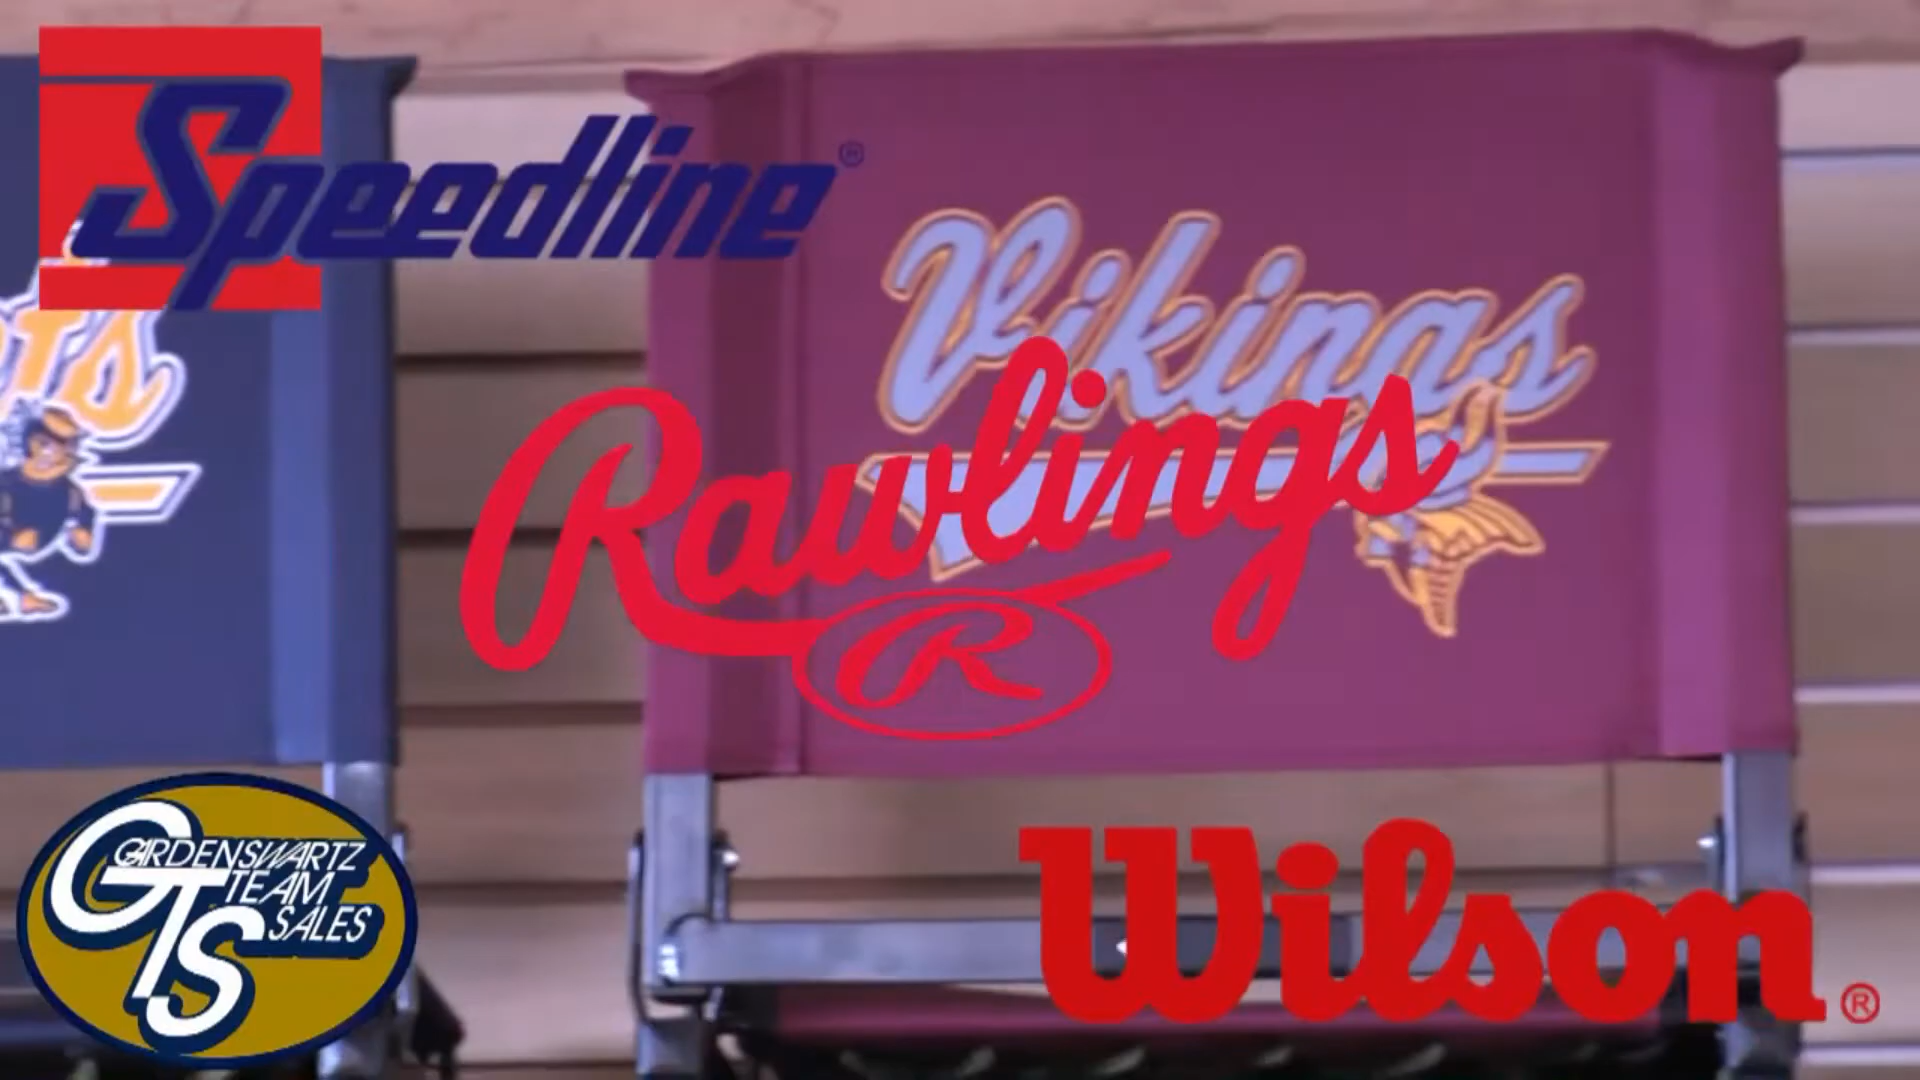 Speedline®
Vikings
Rawlings
R
GTS
GARDENSWARTZ
TEAM
SALES
Wilson®